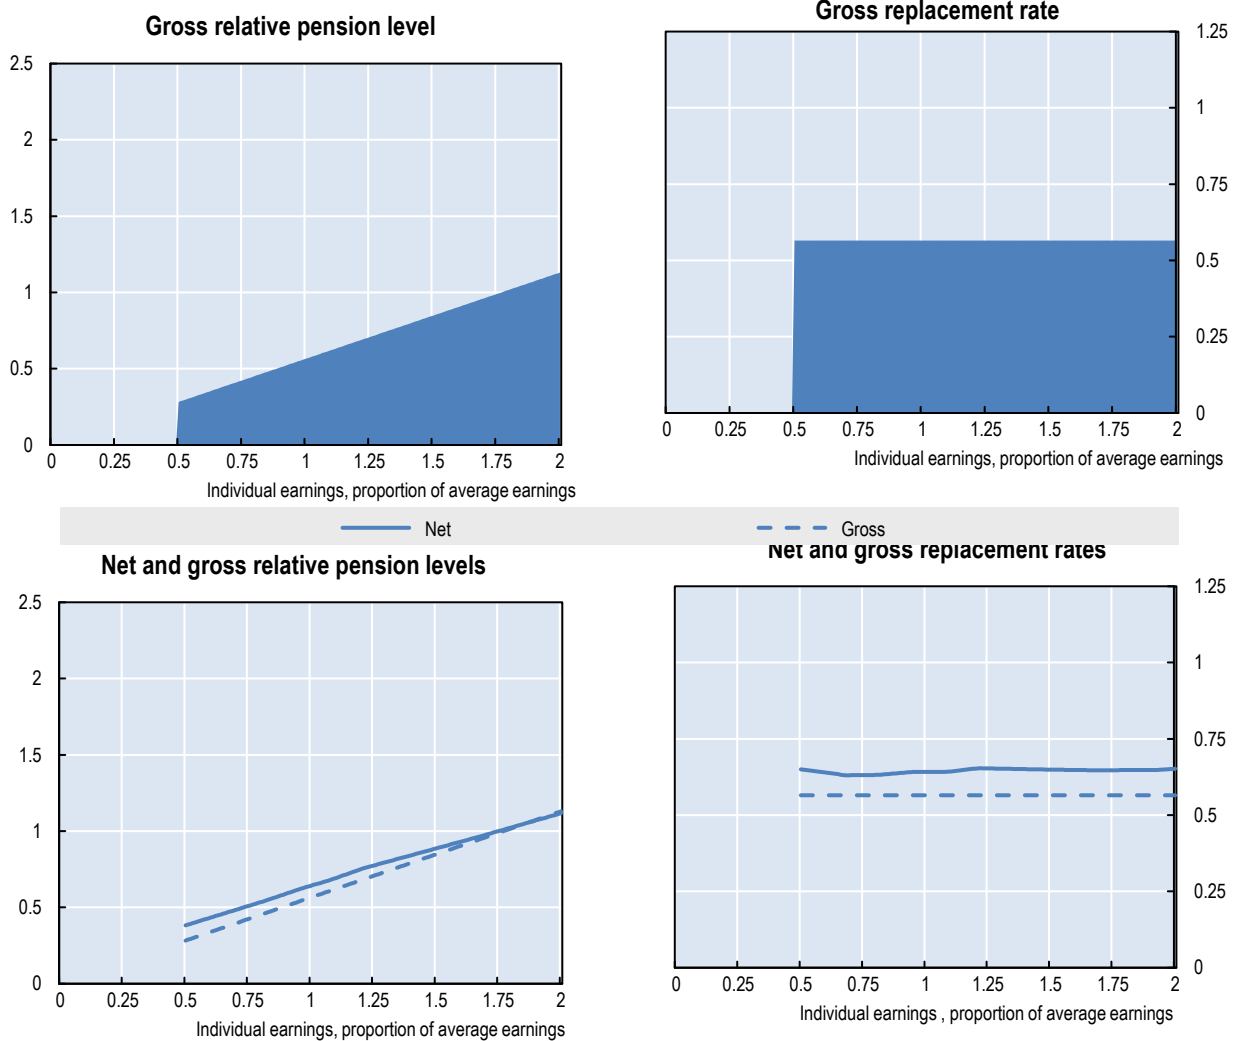 Gross relative pension level
2.5
2
1.5
1
0.5
0
0 0.25 0.5 0.75 1 1.25 1.5 1.75 2
Individual earnings, proportion of average earnings
Gross replacement rate
1.25
1
0.75
0.5
0.25
0
0 0.25 0.5 0.75 1 1.25 1.5 1.75 2
Individual earnings, proportion of average earnings
Net Gross
Net and gross relative pension levels
2.5
2
1.5
1
0.5
0
0 0.25 0.5 0.75 1 1.25 1.5 1.75 2
Individual earnings, proportion of average earnings
Net and gross replacement rates
1.25
1
0.75
0.5
0.25
0
0 0.25 0.5 0.75 1 1.25 1.5 1.75 2
Individual earnings , proportion of average earnings